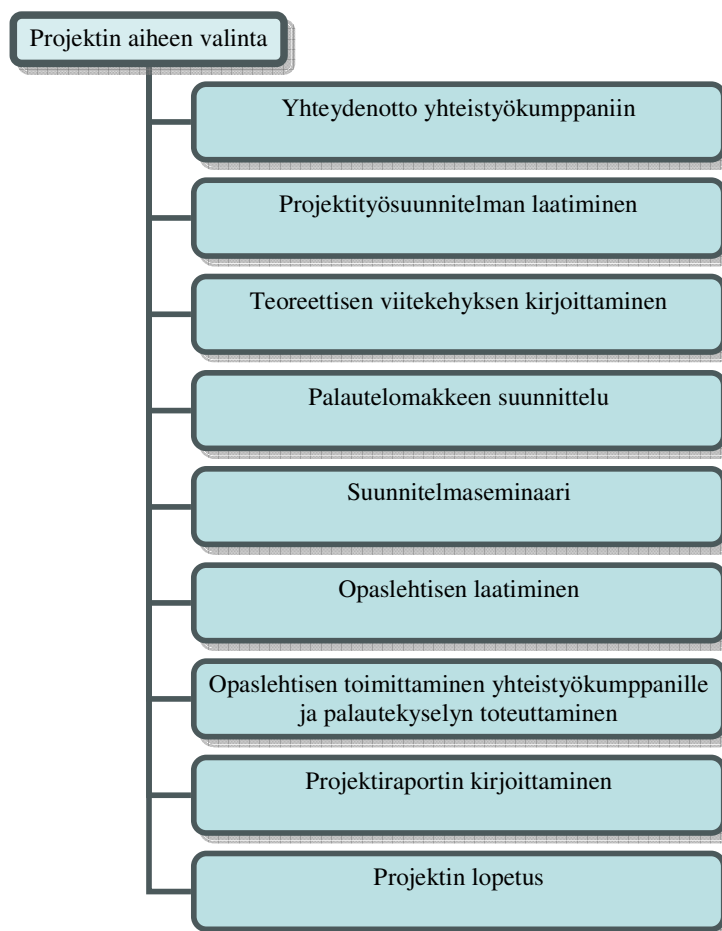 Projektin aiheen valinta
Yhteydenotto yhteistyökumppaniin
Projektityösuunnitelman laatiminen
Teoreettisen viitekehyksen kirjoittaminen
Palautelomakkeen suunnittelu
Suunnitelmaseminaari
Opaslehtisen laatiminen
Opaslehtisen toimittaminen yhteistyökumppanille
ja palautekyselyn toteuttaminen
Projektiraportin kirjoittaminen
Projektin lopetus